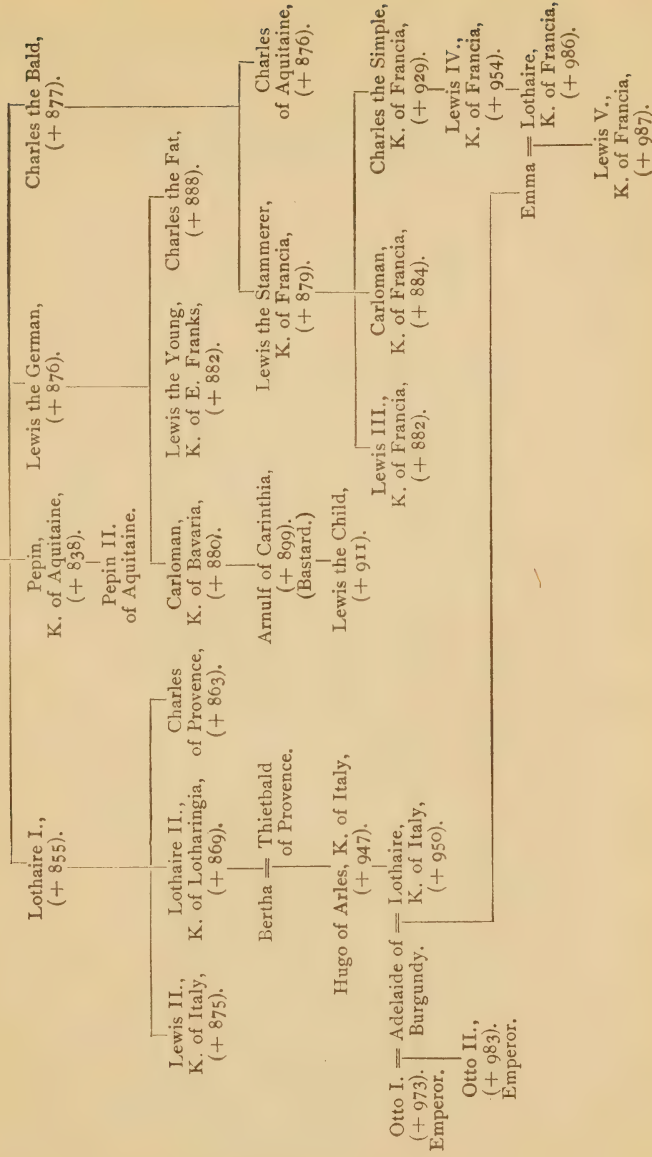 Lothaire I.,
(+ 855).
Pepin,
K. of Aquitaine,
(+ 838).
Pepin II.
of Aquitaine.
Lewis the German,
(+ 876).
Charles the Bald,
(+ 877).
Lewis II.,
K. of Italy,
(+ 875).
Lothaire II.,
K. of Lotharingia,
(+ 869).
Charles
of Provence,
(+ 863).
Carloman,
K. of Bavaria,
(+ 880).
Lewis the Young,
K. of E. Franks,
(+ 882).
Charles the Fat,
(+ 888).
Bertha = Thietbald
of Provence.
Arnulf of Carinthia,
(+ 899).
(Bastard.)
Lewis the Child,
(+ 911).
Lewis the Stammerer,
K. of Francia,
(+ 879).
Charles
of Aquitaine,
(+ 876).
Hugo of Arles, K. of Italy,
(+ 947).
Lewis III.,
K. of Francia,
(+ 882).
Carloman,
K. of Francia,
(+ 884).
Charles the Simple,
K. of Francia,
(+ 929).
Lewis IV.,
K. of Francia,
(+ 954).
Otto I. = Adelaide of = Lothaire,
(+ 973). Burgundy. K. of Italy,
Emperor. (+ 950).
Otto II.,
(+ 983).
Emperor.
Emma = Lothaire,
K. of Francia,
(+ 986).
Lewis V.,
K. of Francia,
(+ 987).